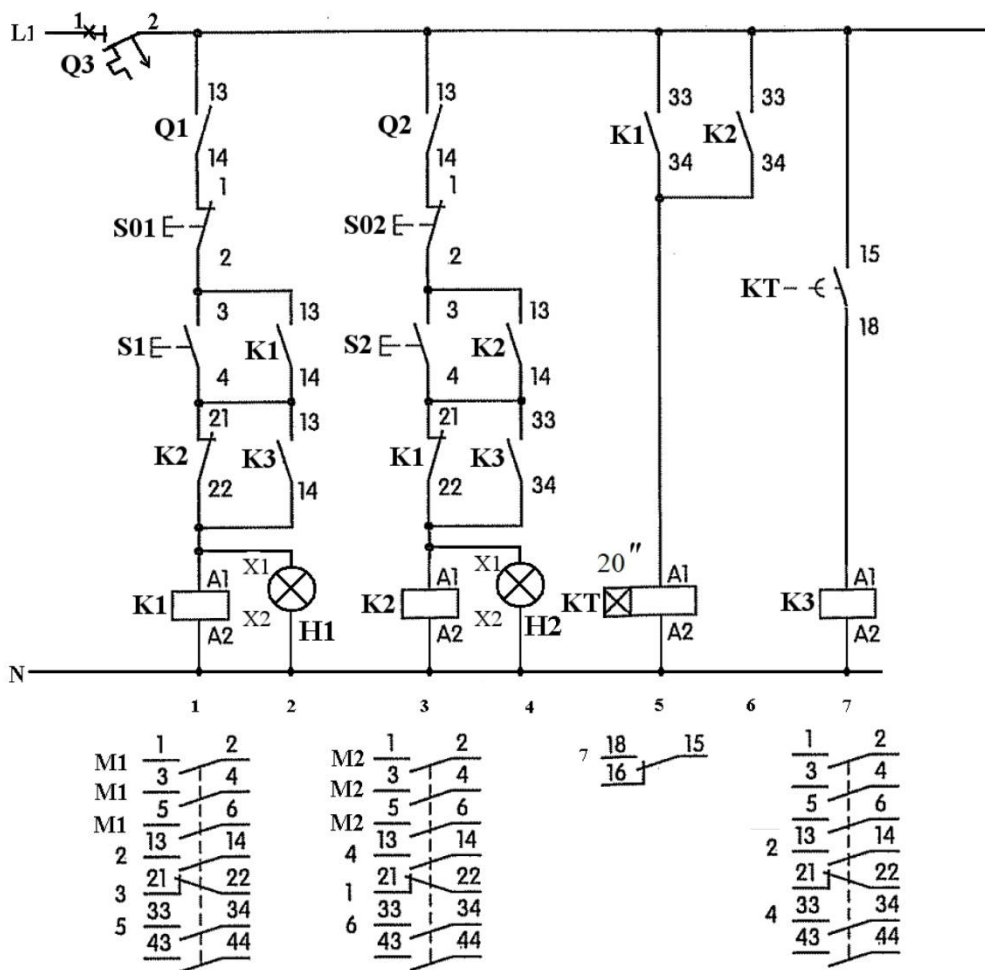 L1 1 2
Q3
13 13 33 33
Q1 Q2 K1 K2
14 14 34 34
1 1
S01 S02
2 2
15
KT
18
3 13 3 13
S1 K1 S2 K2
4 14 4 14
21 13 21 33
K2 K3 K1 K3
22 14 22 34
20"
A1 X1 A1 X1 A1 A1
K1 K2 KT K3
A2 X2 H1 A2 X2 H2 A2 A2
N
1 2 3 4 5 6 7
M1 1 2
M1 3 4
M1 5 6
2 13 14
3 21 22
5 33 34
43 44
M2 1 2
M2 3 4
M2 5 6
4 13 14
1 21 22
6 33 34
43 44
7 18 15
16
1 2
3 4
5 6
2 13 14
21 22
4 33 34
43 44